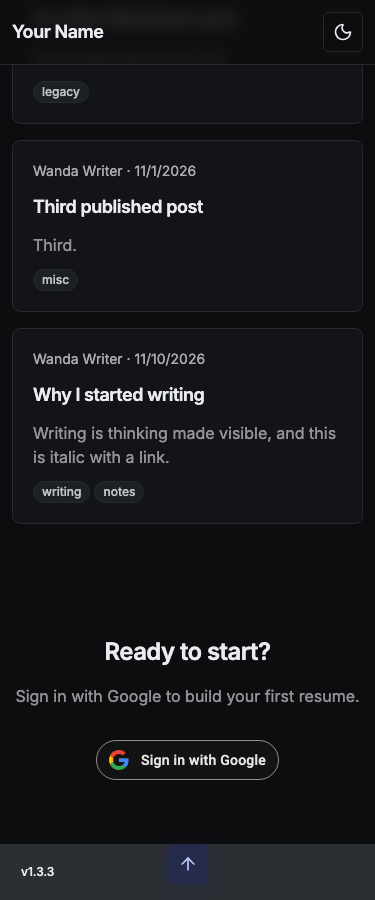 Your Name
legacy
Wanda Writer · 11/1/2026
Third published post
Third.
misc
Wanda Writer · 11/10/2026
Why I started writing
Writing is thinking made visible, and this
is italic with a link.
writing notes
Ready to start?
Sign in with Google to build your first resume.
Sign in with Google
v1.3.3